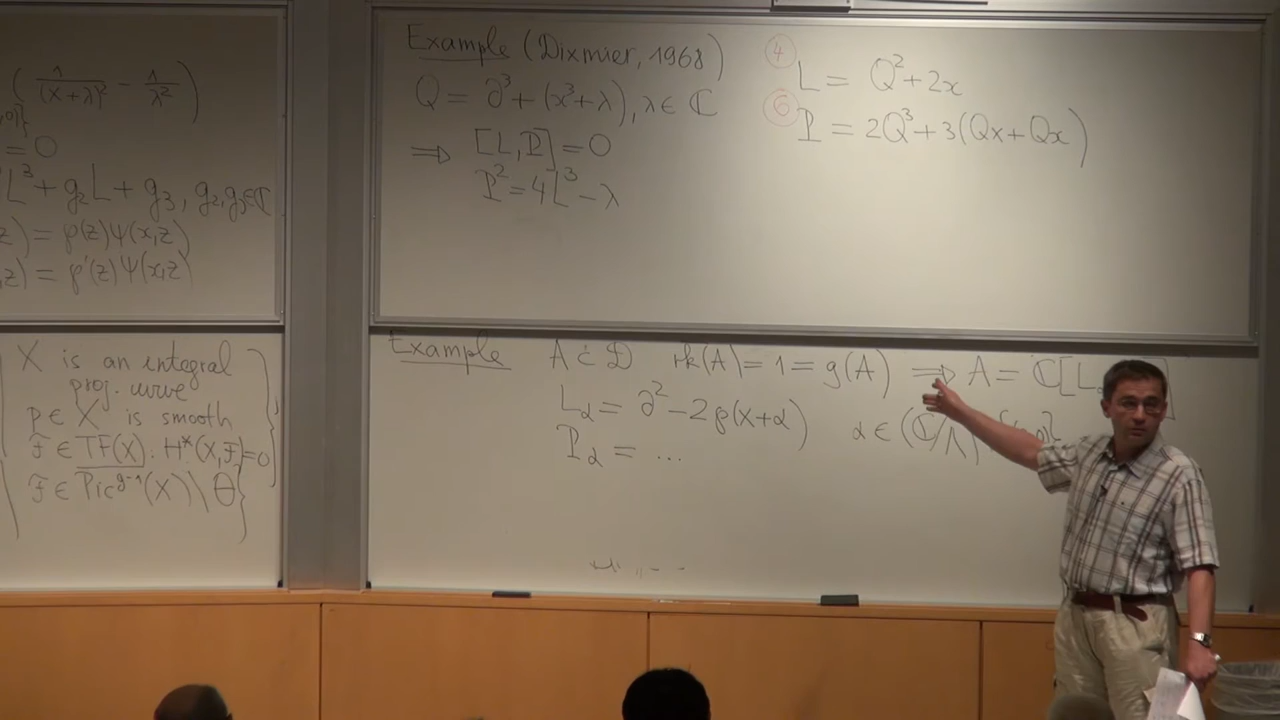 ( 1/(x+λ)² − 1/λ² )
= 0
L³ + g₂L + g₃, g₂,g₃∈ℂ
z) = ℘(z)Ψ(x,z)
,z) = ℘'(z)Ψ(x,z)
X is an integral
proj. curve
p ∈ X is smooth
F ∈ TF(X) : H*(X,F)=0
F ∈ Pic^{g-1}(X) \ Θ
Example (Dixmier, 1968)
Q = ∂³ + (x³+λ), λ∈ ℂ
⟹ [L,P] = 0
P² = 4L³ − λ
④ L = Q² + 2x
⑥ P = 2Q³ + 3(Qx + Qx)
Example A ⊂ D rk(A) = 1 = g(A) ⟹ A = ℂ[L
L_α = ∂² − 2℘(x+α) α ∈ (ℂ/Λ)
P_α = ...